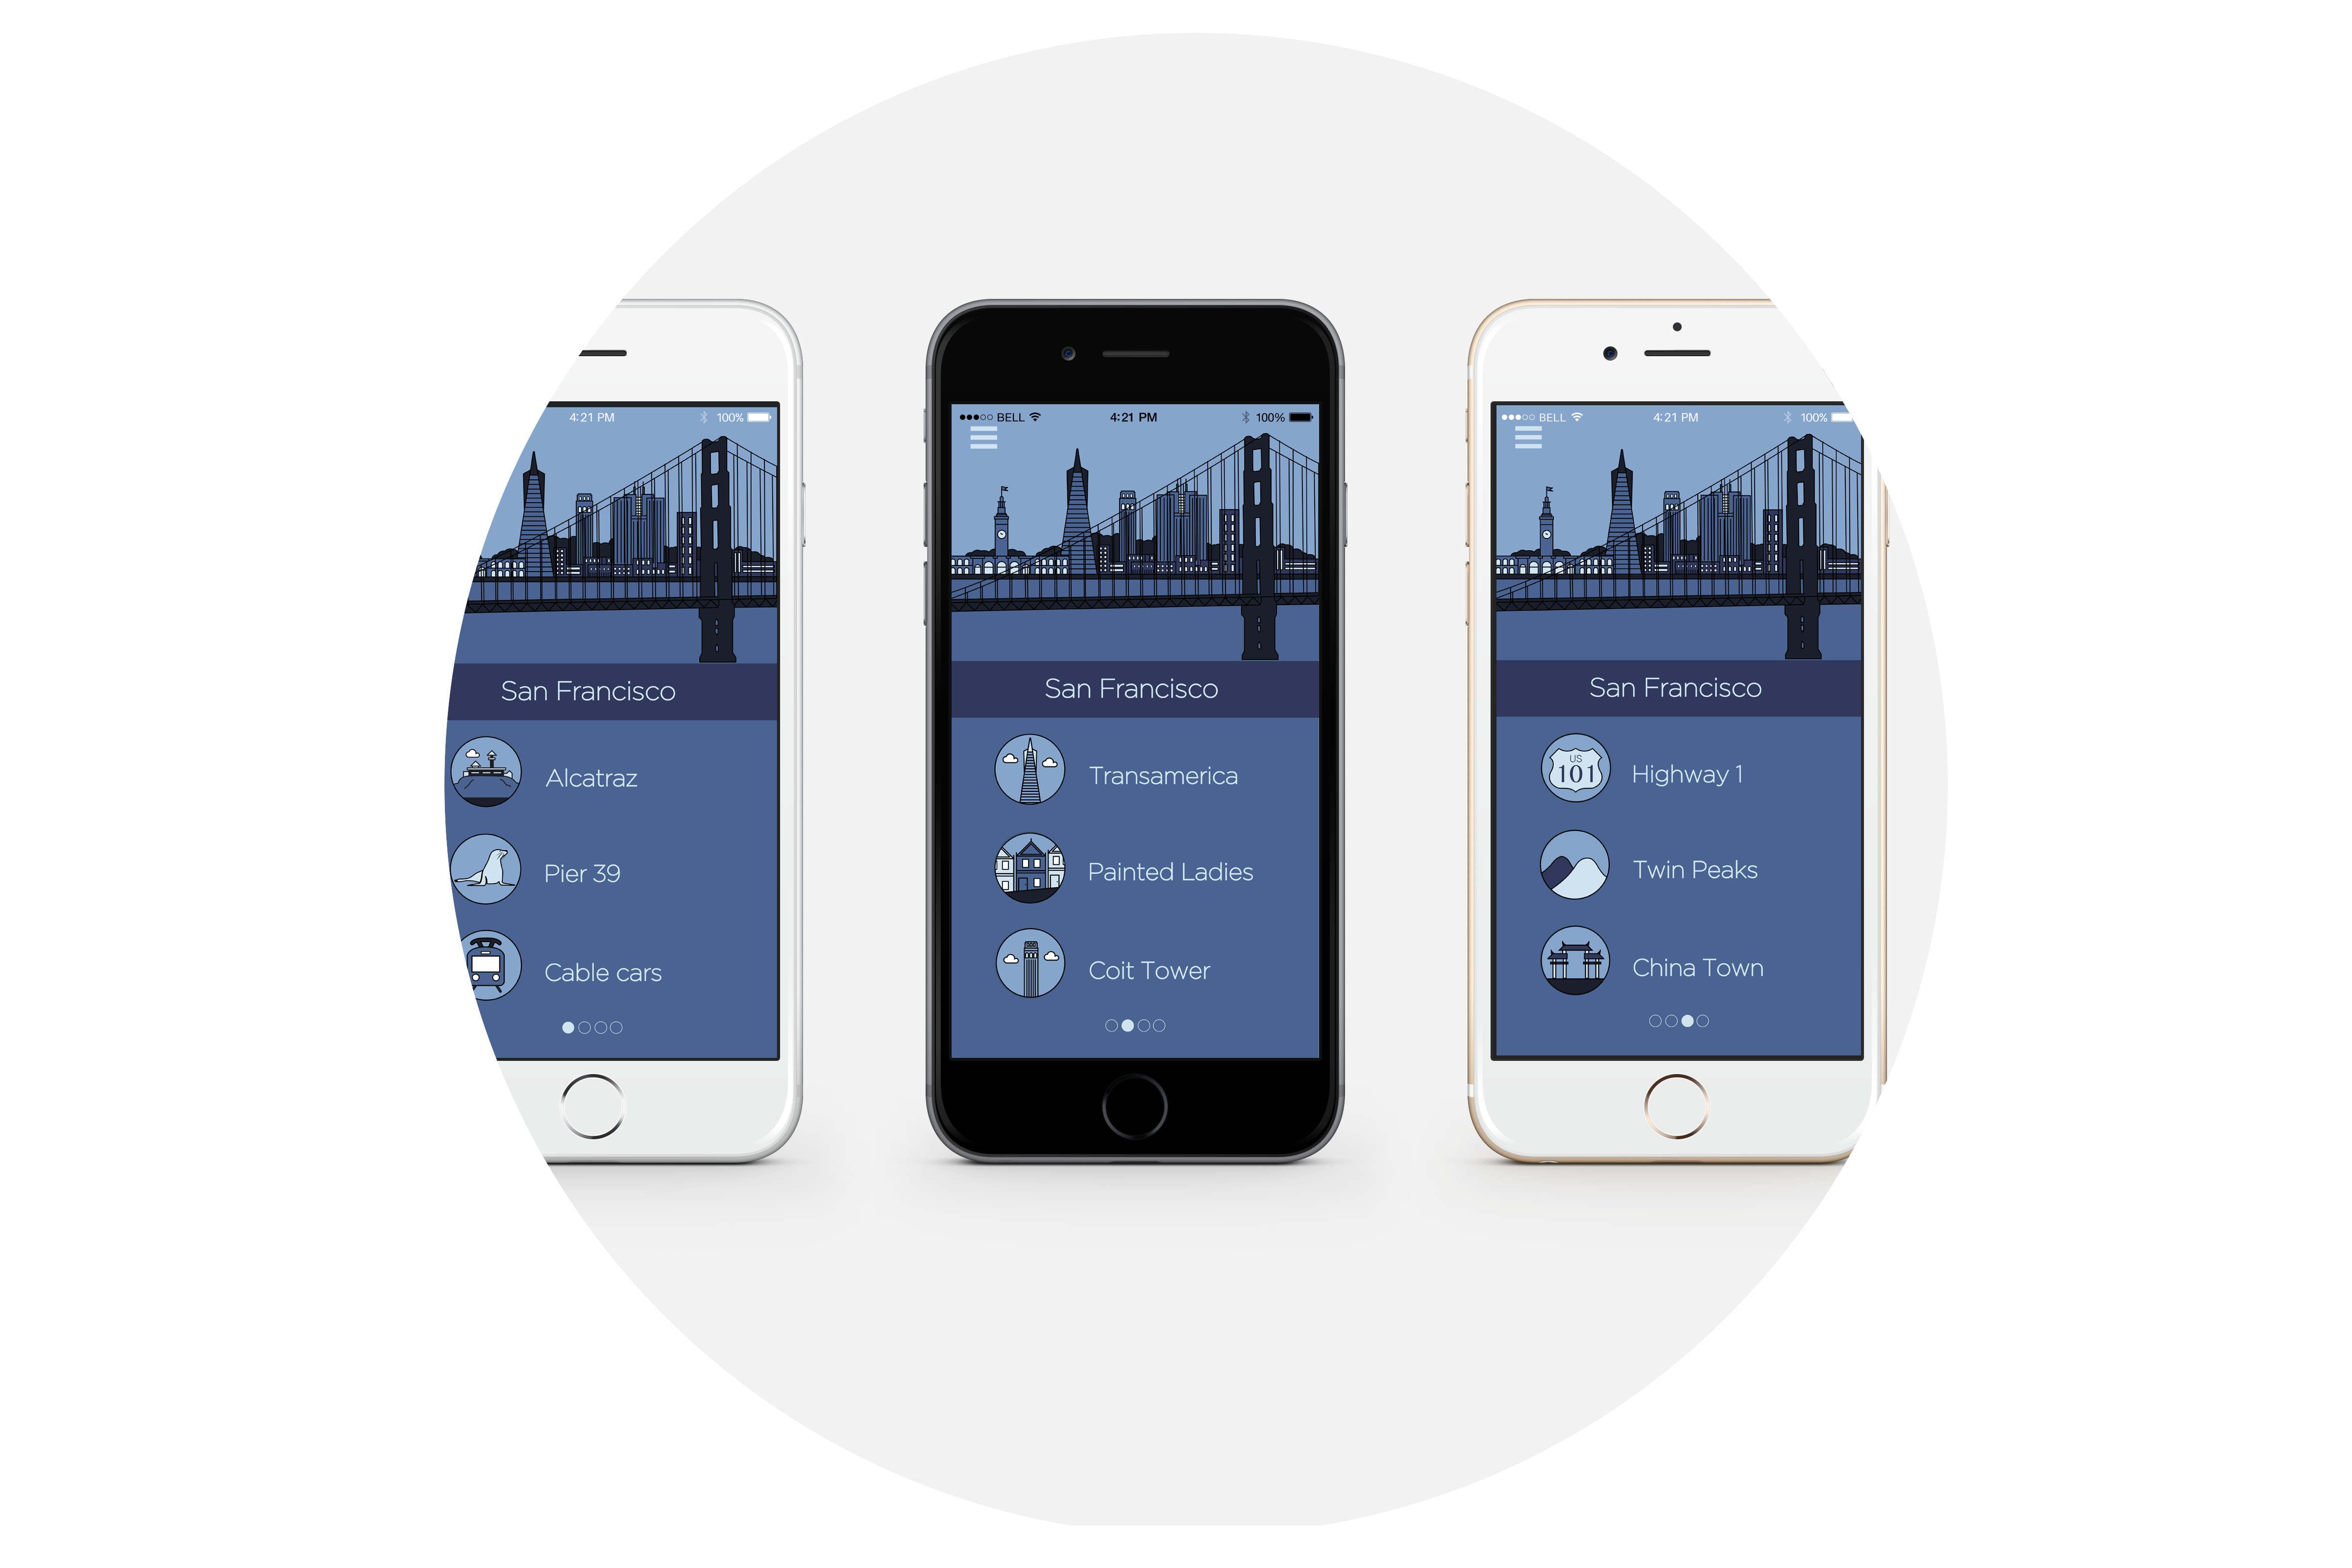 4:21 PM 100%
San Francisco
Alcatraz
Pier 39
Cable cars
BELL 4:21 PM 100%
San Francisco
Transamerica
Painted Ladies
Coit Tower
BELL 4:21 PM 100%
San Francisco
US
101
Highway 1
Twin Peaks
China Town